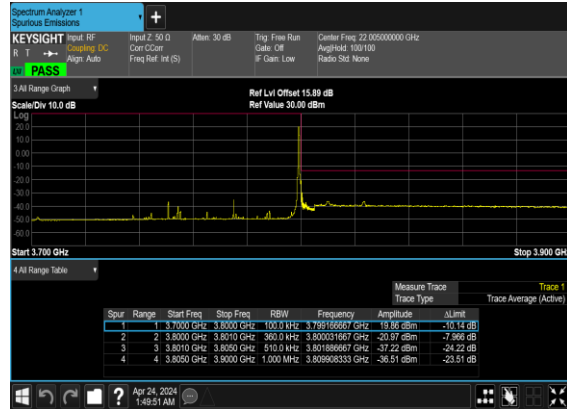 Spectrum Analyzer 1
Spurious Emissions
KEYSIGHT Input: RF Input Z: 50 Ω Atten: 30 dB Trig: Free Run Center Freq: 22.005000000 GHz
R T Coupling: DC Corr CCorr Gate: Off Avg|Hold: 100/100
Align: Auto Freq Ref: Int (S) IF Gain: Low Radio Std: None
PASS
3 All Range Graph
Ref Lvl Offset 15.89 dB
Scale/Div 10.0 dB Ref Value 30.00 dBm
Log
20.0
10.0
0.00
-10.0
-20.0
-30.0
-40.0
-50.0
-60.0
Start 3.700 GHz Stop 3.900 GH
4 All Range Table
Measure Trace Trace 1
Trace Type Trace Average (Active)
Spur Range Start Freq Stop Freq RBW Frequency Amplitude ΔLimit
1 1 3.7000 GHz 3.8000 GHz 100.0 kHz 3.799166667 GHz 19.86 dBm -10.14 dB
2 2 3.8000 GHz 3.8010 GHz 360.0 kHz 3.800031667 GHz -20.97 dBm -7.966 dB
3 3 3.8010 GHz 3.8050 GHz 510.0 kHz 3.801886667 GHz -37.22 dBm -24.22 dB
4 4 3.8050 GHz 3.9000 GHz 1.000 MHz 3.809908333 GHz -36.51 dBm -23.51 dB
? Apr 24, 2024
1:49:51 AM